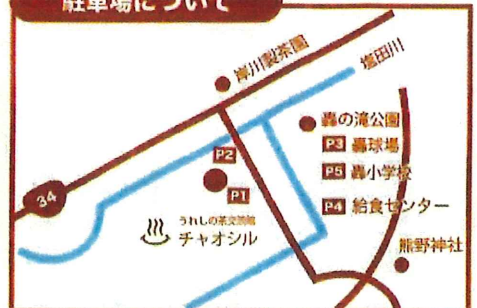 駐車場について
岸川製茶園
塩田川
轟の滝公園
P3 轟球場
P2
P5 轟小学校
P1
34
P4 給食センター
うれしの茶交流館
チャオシル
熊野神社